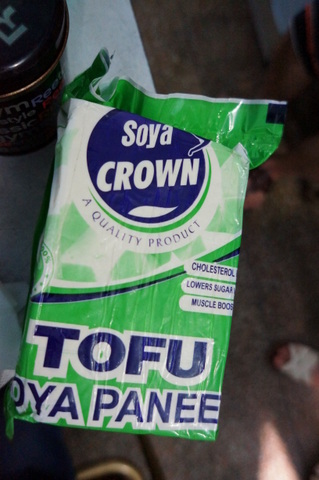 Soya
CROWN
A QUALITY PRODUCT
CHOLESTEROL
LOWERS SUGAR
MUSCLE BOOS
TOFU
OYA PANEE